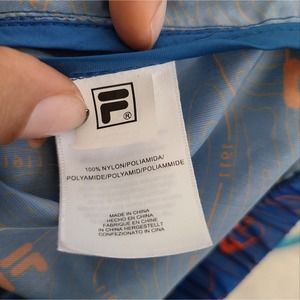 F®
100% NYLON/POLIAMIDA/
POLYAMIDE/POLYAMID/POLIAMMIDE
MADE IN CHINA
HECHO EN CHINA
FABRIQUÉ EN CHINE
IN CHINA HERGESTELLT
CONFEZIONATO IN CINA